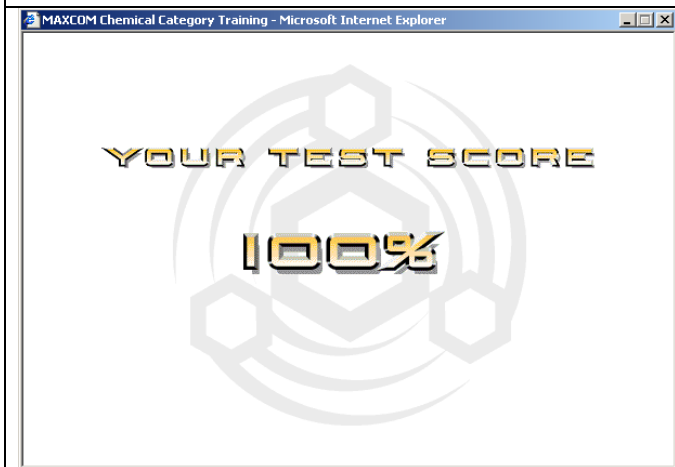 MAXCOM Chemical Category Training - Microsoft Internet Explorer
YOUR TEST SCORE
100%